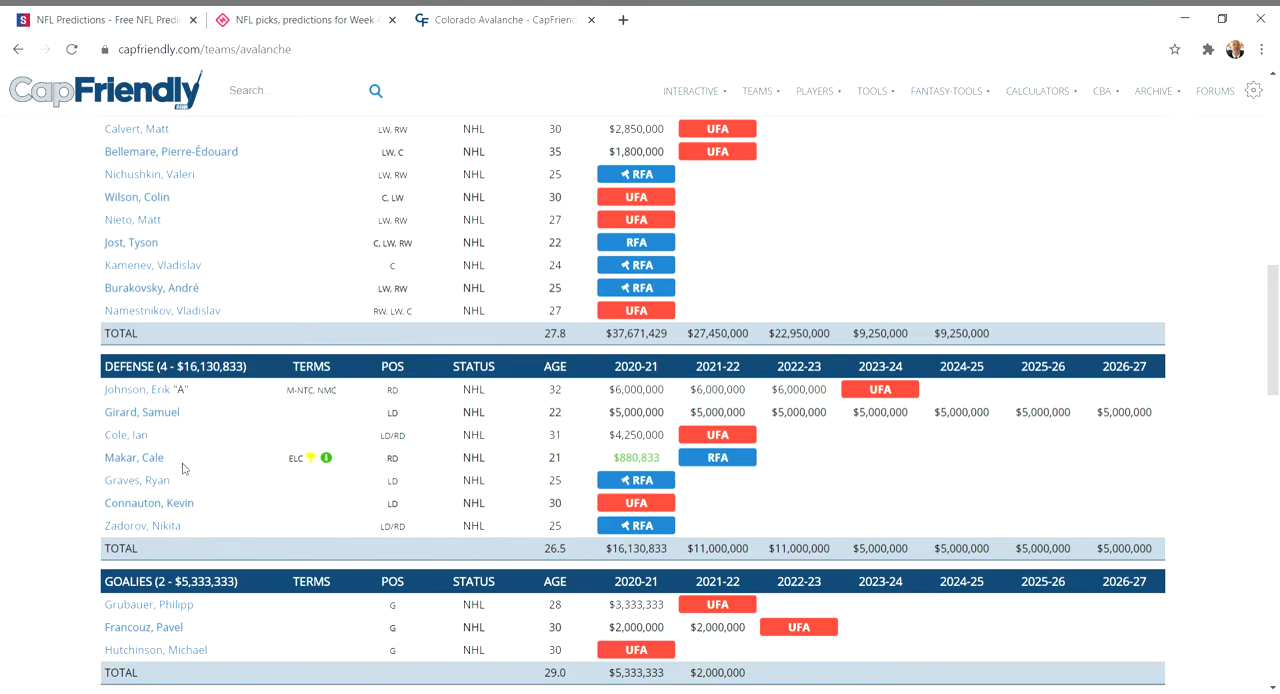 NFL Predictions - Free NFL Predi
NFL picks, predictions for Week 4
Colorado Avalanche - CapFriend
capfriendly.com/teams/avalanche
CapFriendly
Search...
INTERACTIVE TEAMS PLAYERS TOOLS FANTASY-TOOLS CALCULATORS CBA ARCHIVE FORUMS
Calvert, Matt LW, RW NHL 30 $2,850,000 UFA
Bellemare, Pierre-Édouard LW, C NHL 35 $1,800,000 UFA
Nichushkin, Valeri LW, RW NHL 25 RFA
Wilson, Colin C, LW NHL 30 UFA
Nieto, Matt LW, RW NHL 27 UFA
Jost, Tyson C, LW, RW NHL 22 RFA
Kamenev, Vladislav C NHL 24 RFA
Burakovsky, André LW, RW NHL 25 RFA
Namestnikov, Vladislav RW, LW, C NHL 27 UFA
TOTAL 27.8 $37,671,429 $27,450,000 $22,950,000 $9,250,000 $9,250,000
DEFENSE (4 - $16,130,833) TERMS POS STATUS AGE 2020-21 2021-22 2022-23 2023-24 2024-25 2025-26 2026-27
Johnson, Erik "A" M-NTC, NMC RD NHL 32 $6,000,000 $6,000,000 $6,000,000 UFA
Girard, Samuel LD NHL 22 $5,000,000 $5,000,000 $5,000,000 $5,000,000 $5,000,000 $5,000,000 $5,000,000
Cole, Ian LD/RD NHL 31 $4,250,000 UFA
Makar, Cale ELC RD NHL 21 $880,833 RFA
Graves, Ryan LD NHL 25 RFA
Connauton, Kevin LD NHL 30 UFA
Zadorov, Nikita LD/RD NHL 25 RFA
TOTAL 26.5 $16,130,833 $11,000,000 $11,000,000 $5,000,000 $5,000,000 $5,000,000 $5,000,000
GOALIES (2 - $5,333,333) TERMS POS STATUS AGE 2020-21 2021-22 2022-23 2023-24 2024-25 2025-26 2026-27
Grubauer, Philipp G NHL 28 $3,333,333 UFA
Francouz, Pavel G NHL 30 $2,000,000 $2,000,000 UFA
Hutchinson, Michael G NHL 30 UFA
TOTAL 29.0 $5,333,333 $2,000,000